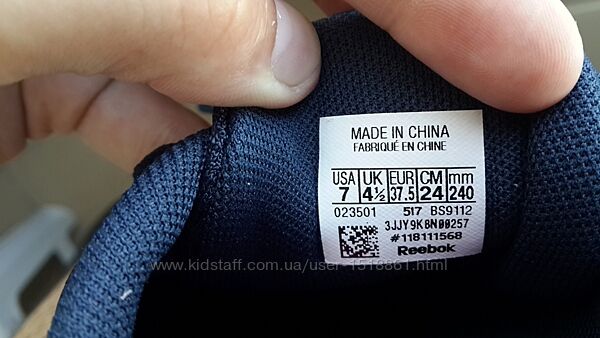 MADE IN CHINA
FABRIQUÉ EN CHINE
USA UK EUR CM mm
7 4½ 37.5 24 240
023501 517 BS9112
3JJY9K8N00257
#118111568
Reebok
www.kidstaff.com.ua/user-1518861.html